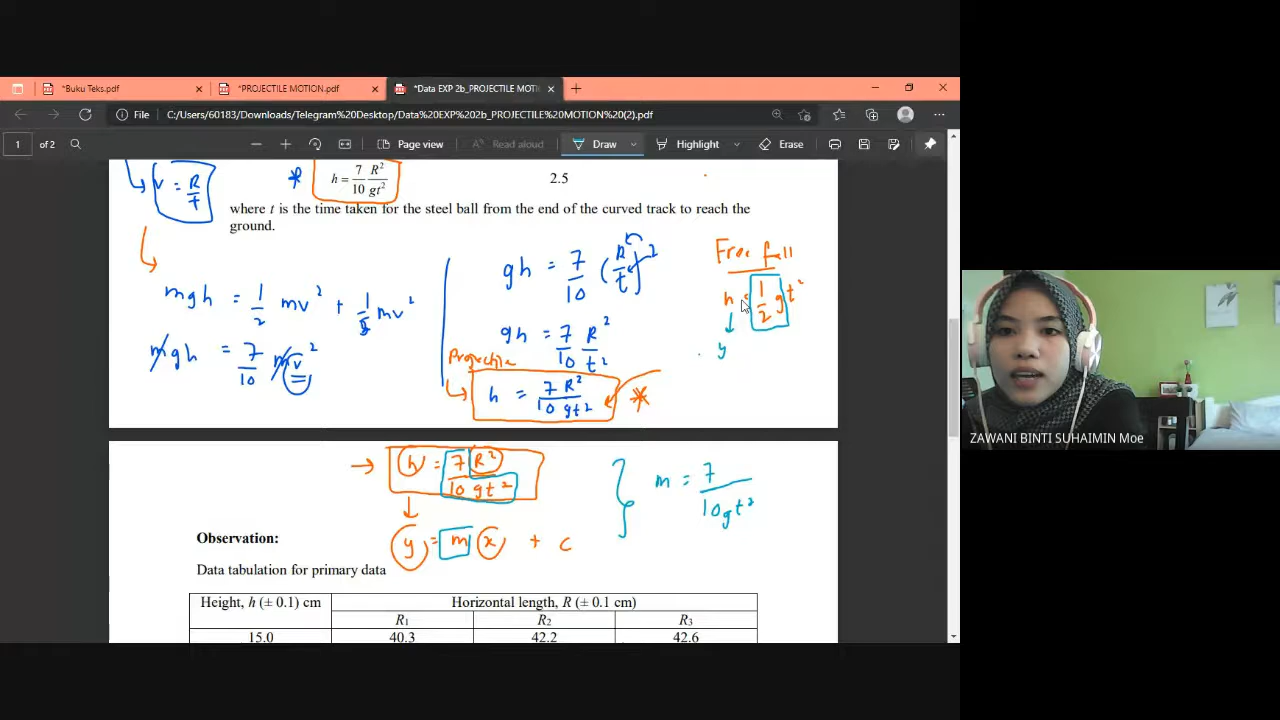 *Buku Teks.pdf
*PROJECTILE MOTION.pdf
*Data EXP 2b_PROJECTILE MOTI
File
C:/Users/60183/Downloads/Telegram%20Desktop/Data%20EXP%202b_PROJECTILE%20MOTION%20(2).pdf
1 of 2
Page view
Read aloud
Draw
Highlight
Erase
v = R/t
* h = 7/10 R²/gt² 2.5
where t is the time taken for the steel ball from the end of the curved track to reach the
ground.
mgh = 1/2 mv² + 1/5 mv²
mgh = 7/10 mv²
gh = 7/10 (R/t)²
gh = 7/10 R²/t²
Projectile
h = 7R²/10gt² *
Free fall
h = 1/2 gt²
y
→ h = 7R²/10gt²
y = m x + c
m = 7/10gt²
Observation:
Data tabulation for primary data
Height, h (± 0.1) cm Horizontal length, R (± 0.1 cm)
R1 R2 R3
15.0 40.3 42.2 42.6
ZAWANI BINTI SUHAIMIN Moe